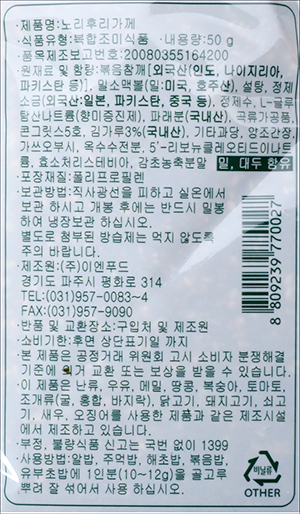 ·제품명:노리후리가께
·식품유형:복합조미식품 ·내용량:50 g
·품목제조보고번호:20080355164200
·원재료 및 함량:볶음참깨[외국산(인도, 나이지리아,
파키스탄 등)], 밀소맥볼(밀:미국, 호주산), 설탕, 정제
소금(외국산:일본, 파키스탄, 중국 등), 정제수, L-글루
탐산나트륨(향미증진제), 파래분(국내산), 곡류가공품,
콘그릿츠5호, 김가루3%(국내산), 기타과당, 양조간장,
가쓰오부시, 옥수수전분, 5'-리보뉴클레오티드이나트
륨, 효소처리스테비아, 감초농축분말 밀, 대두 함유
·포장재질:폴리프로필렌
·보관방법:직사광선을 피하고 실온에서
보관 하시고 개봉 후에는 반드시 밀봉
하여 냉장보관 하십시오.
별도로 첨부된 방습제는 먹지 않도록
주의 바랍니다.
·제조원:(주)이엔푸드
경기도 파주시 평화로 314
TEL:(031)957-0083~4
FAX:(031)957-9090
·반품 및 교환장소:구입처 및 제조원
·소비기한:후면 상단표기일 까지
·본 제품은 공정거래 위원회 고시 소비자 분쟁해결
기준에 의거 교환 또는 보상을 받을 수 있습니다.
·이 제품은 난류, 우유, 메밀, 땅콩, 복숭아, 토마토,
조개류(굴, 홍합, 바지락), 닭고기, 돼지고기, 쇠고
기, 새우, 오징어를 사용한 제품과 같은 제조시설
에서 제조하고 있습니다.
·부정, 불량식품 신고는 국번 없이 1399
·사용방법:알밥, 주먹밥, 해초밥, 볶음밥,
유부초밥에 1인분(10~12g)을 골고루
뿌려 잘 섞어서 사용 하십시오.
8 809239 770027
비닐류
OTHER